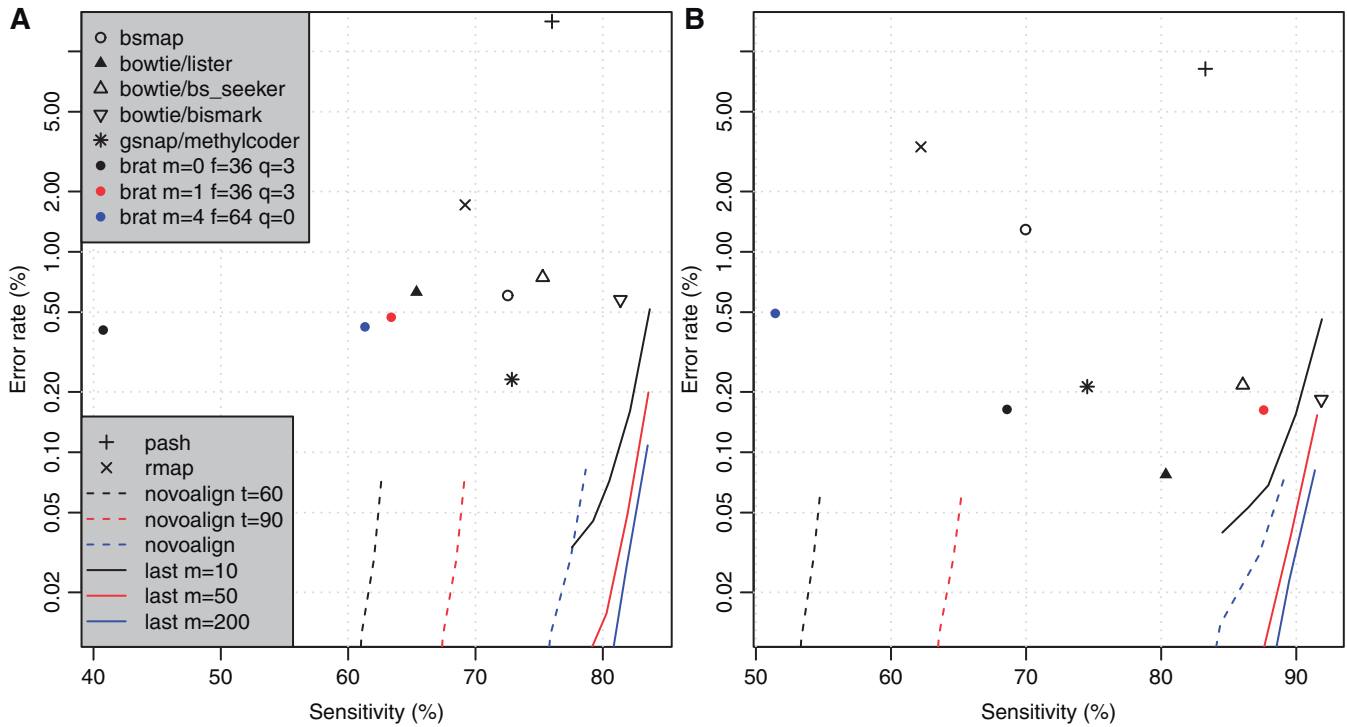 A
bsmap
bowtie/lister
bowtie/bs_seeker
bowtie/bismark
gsnap/methylcoder
brat m=0 f=36 q=3
brat m=1 f=36 q=3
brat m=4 f=64 q=0
pash
rmap
novoalign t=60
novoalign t=90
novoalign
last m=10
last m=50
last m=200
Error rate (%)
5.00
2.00
1.00
0.50
0.20
0.10
0.05
0.02
40
60
70
80
Sensitivity (%)
B
Error rate (%)
5.00
2.00
1.00
0.50
0.20
0.10
0.05
0.02
50
60
70
80
90
Sensitivity (%)